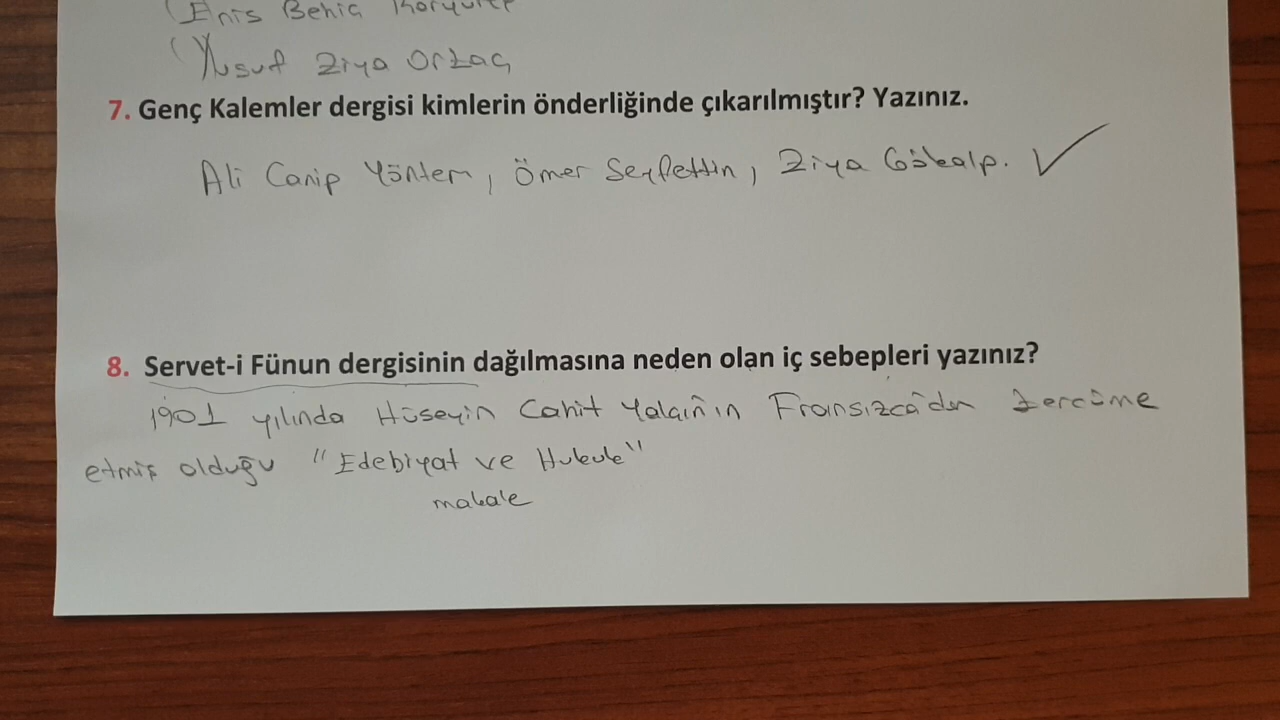 (Enis Behiç Koryürek
(Yusuf Ziya Ortaç
7. Genç Kalemler dergisi kimlerin önderliğinde çıkarılmıştır? Yazınız.
Ali Canip Yöntem, Ömer Seyfettin, Ziya Gökalp. ✓
8. Servet-i Fünun dergisinin dağılmasına neden olan iç sebepleri yazınız?
1901 yılında Hüseyin Cahit Yalçın'ın Fransızca'dan tercüme
etmiş olduğu "Edebiyat ve Hukuk"
makale